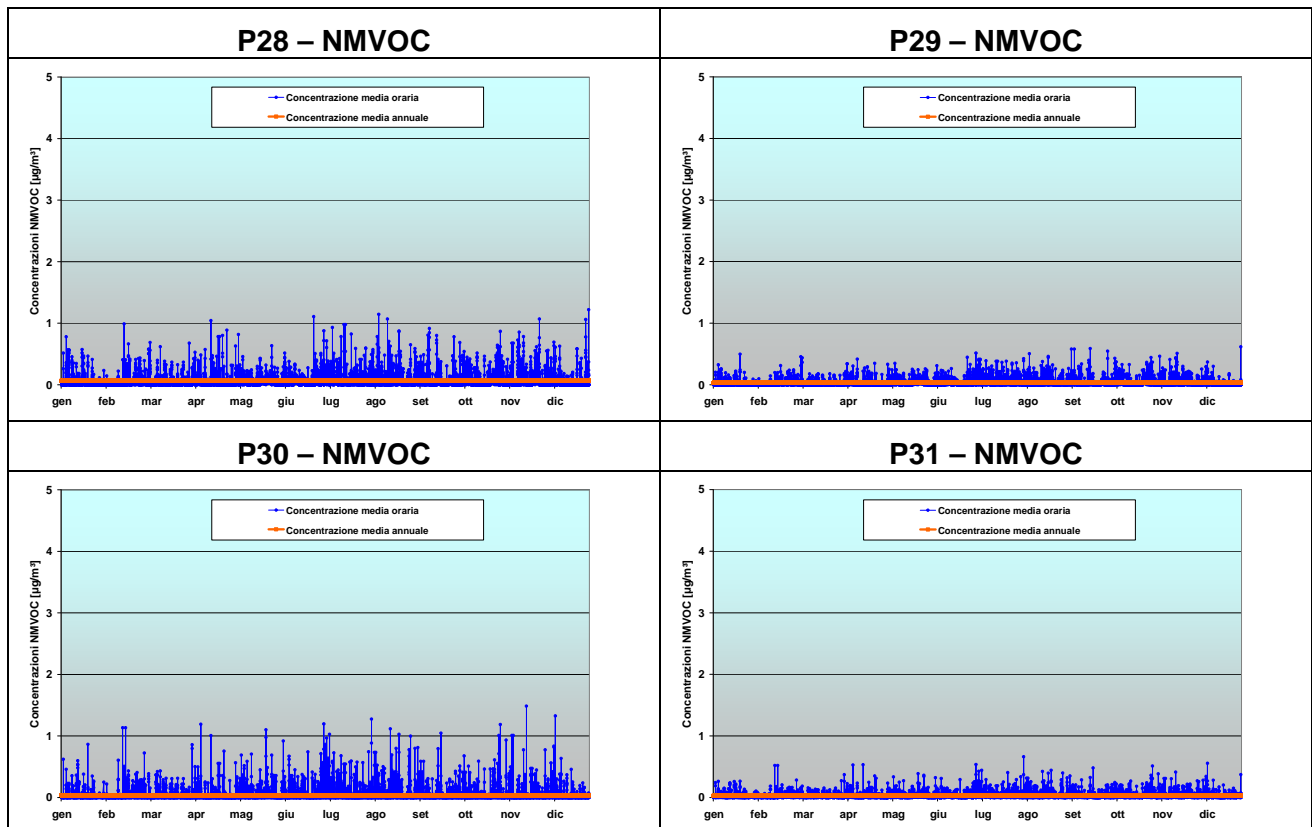 P28 – NMVOC
P29 – NMVOC
5
4
3
2
1
0
Concentrazioni NMVOC [µg/m³]
Concentrazione media oraria
Concentrazione media annuale
gen feb mar apr mag giu lug ago set ott nov dic
5
4
3
2
1
0
Concentrazioni NMVOC [µg/m³]
Concentrazione media oraria
Concentrazione media annuale
gen feb mar apr mag giu lug ago set ott nov dic
P30 – NMVOC
P31 – NMVOC
5
4
3
2
1
0
Concentrazioni NMVOC [µg/m³]
Concentrazione media oraria
Concentrazione media annuale
gen feb mar apr mag giu lug ago set ott nov dic
5
4
3
2
1
0
Concentrazioni NMVOC [µg/m³]
Concentrazione media oraria
Concentrazione media annuale
gen feb mar apr mag giu lug ago set ott nov dic